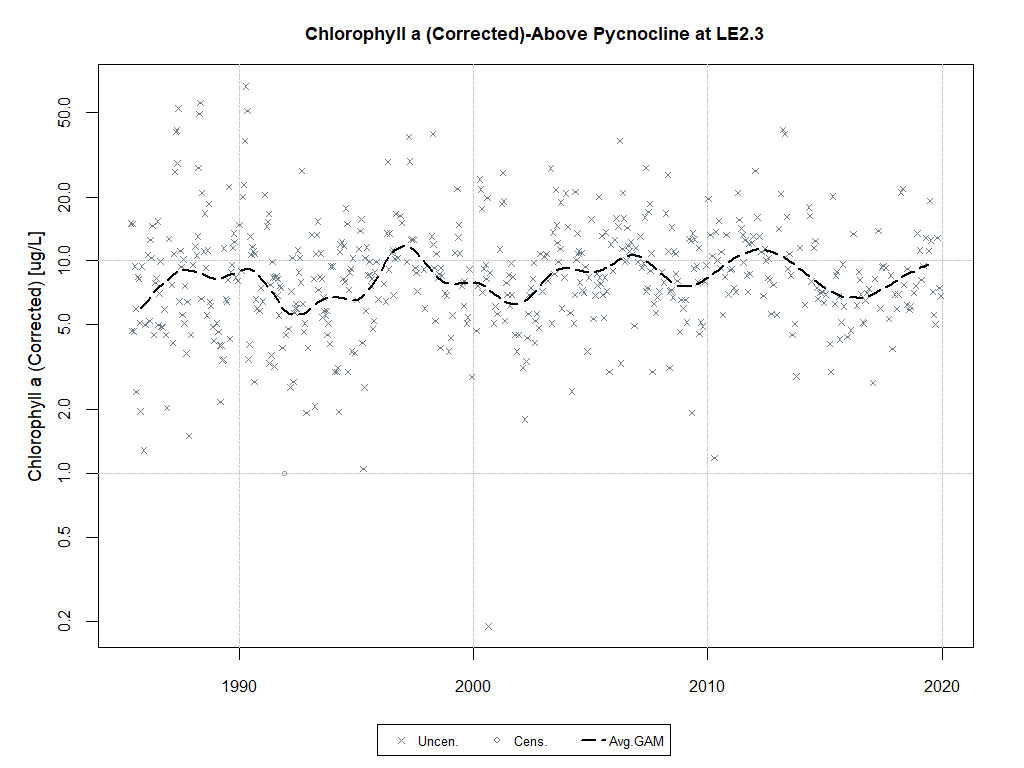 Chlorophyll a (Corrected)-Above Pycnocline at LE2.3
Chlorophyll a (Corrected) [ug/L]
50.0
20.0
10.0
5.0
2.0
1.0
0.5
0.2
1990 2000 2010 2020
Uncen. Cens. Avg.GAM